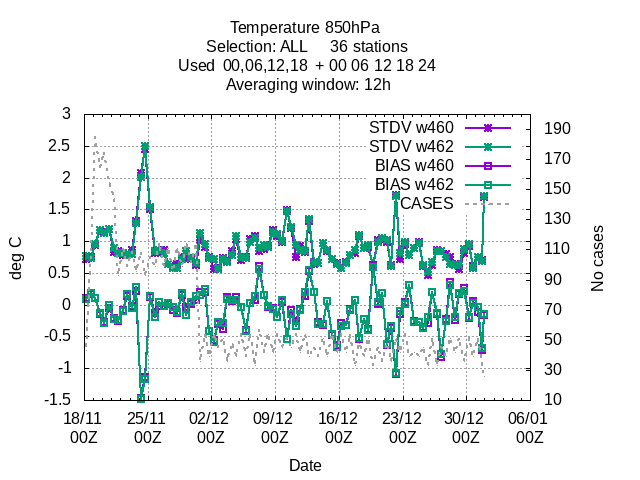 Temperature 850hPa
Selection: ALL     36 stations
Used  00,06,12,18  + 00 06 12 18 24
Averaging window: 12h
STDV w460
STDV w462
BIAS w460
BIAS w462
CASES
3
2.5
2
1.5
1
0.5
0
-0.5
-1
-1.5
deg C
190
170
150
130
110
90
70
50
30
10
No cases
18/11 25/11 02/12 09/12 16/12 23/12 30/12 06/01
00Z 00Z 00Z 00Z 00Z 00Z 00Z 00Z
Date